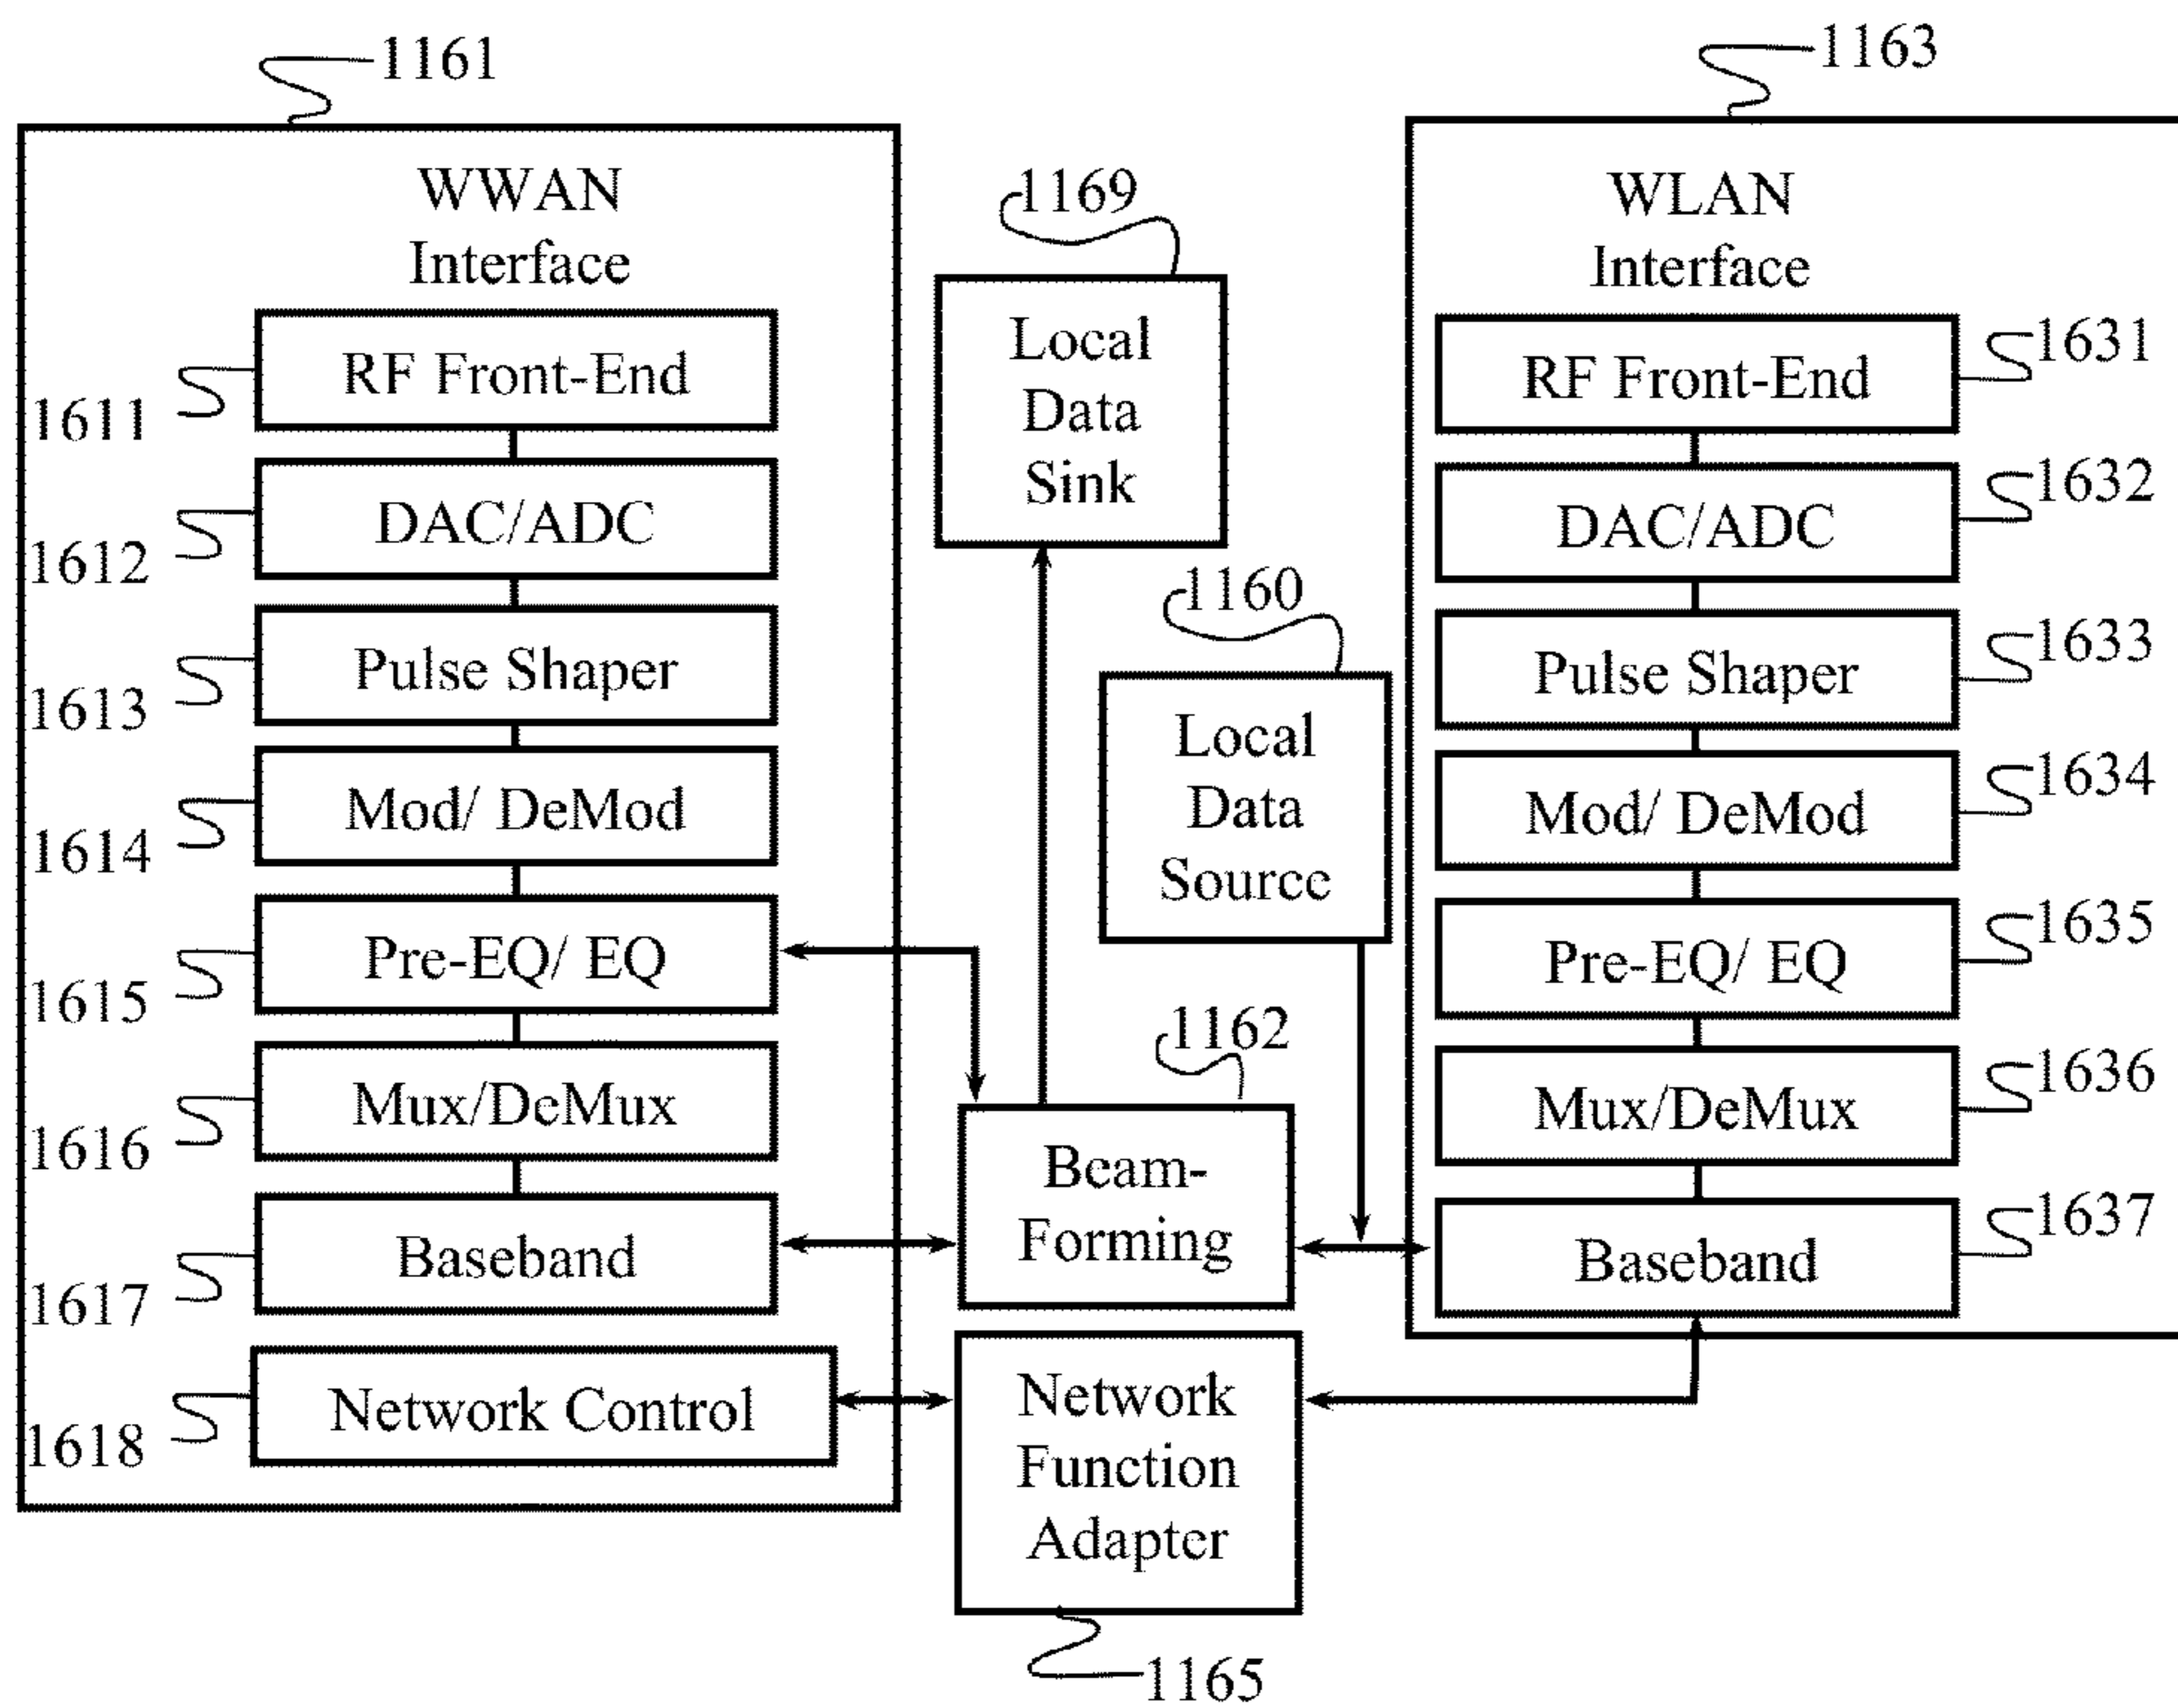 1161
WWAN
Interface
1611
RF Front-End
1612
DAC/ADC
1613
Pulse Shaper
1614
Mod/ DeMod
1615
Pre-EQ/ EQ
1616
Mux/DeMux
1617
Baseband
1618
Network Control
1169
Local
Data
Sink
1160
Local
Data
Source
1162
Beam-
Forming
Network
Function
Adapter
1165
1163
WLAN
Interface
RF Front-End
1631
DAC/ADC
1632
Pulse Shaper
1633
Mod/ DeMod
1634
Pre-EQ/ EQ
1635
Mux/DeMux
1636
Baseband
1637